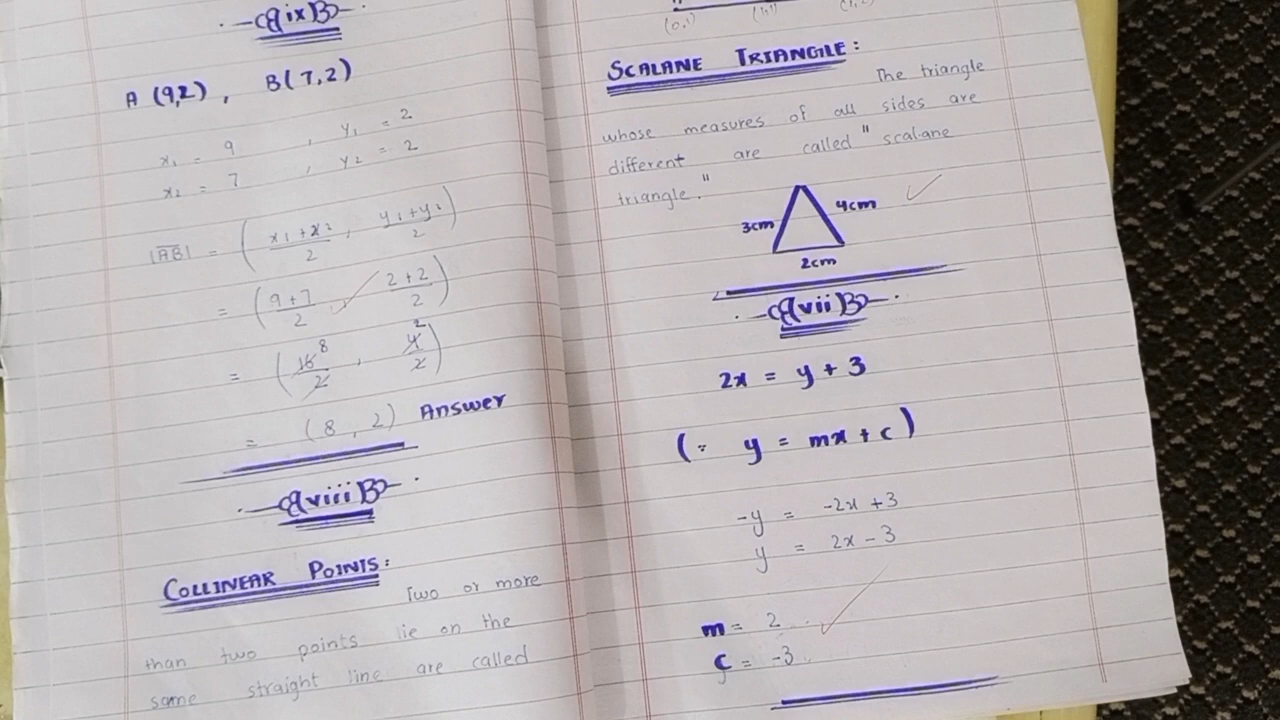 (ix)
A (9,2) , B(7,2)
x₁ = 9 , y₁ = 2
x₂ = 7 , y₂ = 2
|AB| = (x₁+x₂/2 , y₁+y₂/2)
= (9+7/2 , 2+2/2)
= (16 8/2 , 4 2/2)
= (8 , 2) Answer
(viii)
COLLINEAR POINTS:
Two or more
than two points lie on the
same straight line are called
(0,1) (1,1)
SCALANE TRIANGLE:
The triangle
whose measures of all sides are
different are called "scalane
triangle."
3cm 4cm
2cm
(vii)
2x = y + 3
(∵ y = mx + c)
-y = -2x + 3
y = 2x - 3
m = 2
c = -3